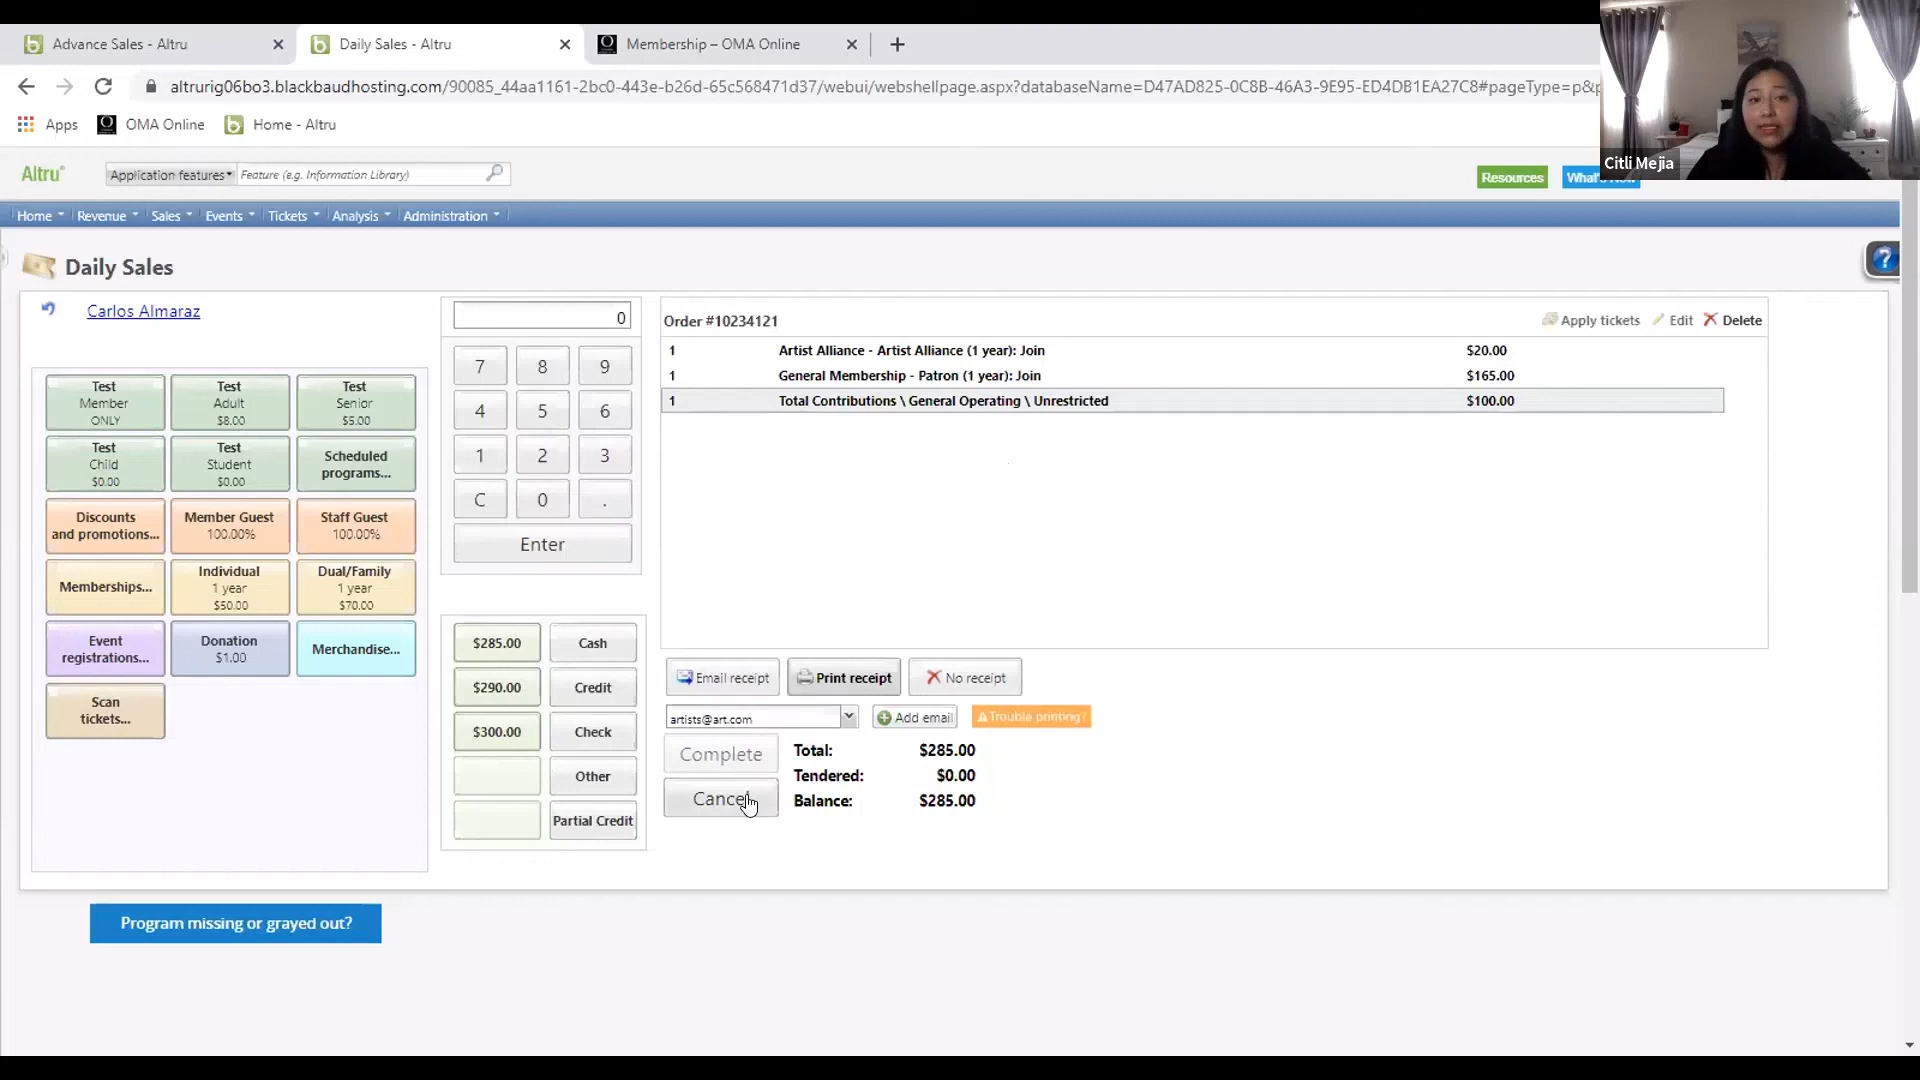 Advance Sales - Altru
Daily Sales - Altru
Membership – OMA Online
altrurig06bo3.blackbaudhosting.com/90085_44aa1161-2bc0-443e-b26d-65c568471d37/webui/webshellpage.aspx?databaseName=D47AD825-0C8B-46A3-9E95-ED4DB1EA27C8#pageType=p&
Apps
OMA Online
Home - Altru
Citli Mejia
Altru
Application features
Feature (e.g. Information Library)
Resources
What's New
Home
Revenue
Sales
Events
Tickets
Analysis
Administration
Daily Sales
?
Carlos Almaraz
Test
Member
ONLY
Test
Adult
$8.00
Test
Senior
$5.00
Test
Child
$0.00
Test
Student
$0.00
Scheduled
programs...
Discounts
and promotions...
Member Guest
100.00%
Staff Guest
100.00%
Memberships...
Individual
1 year
$50.00
Dual/Family
1 year
$70.00
Event
registrations...
Donation
$1.00
Merchandise...
Scan
tickets...
Program missing or grayed out?
0
7 8 9
4 5 6
1 2 3
C 0 .
Enter
$285.00 Cash
$290.00 Credit
$300.00 Check
Other
Partial Credit
Order #10234121
Apply tickets
Edit
Delete
1 Artist Alliance - Artist Alliance (1 year): Join $20.00
1 General Membership - Patron (1 year): Join $165.00
1 Total Contributions \ General Operating \ Unrestricted $100.00
Email receipt
Print receipt
No receipt
artists@art.com
Add email
Trouble printing?
Complete
Cancel
Total: $285.00
Tendered: $0.00
Balance: $285.00